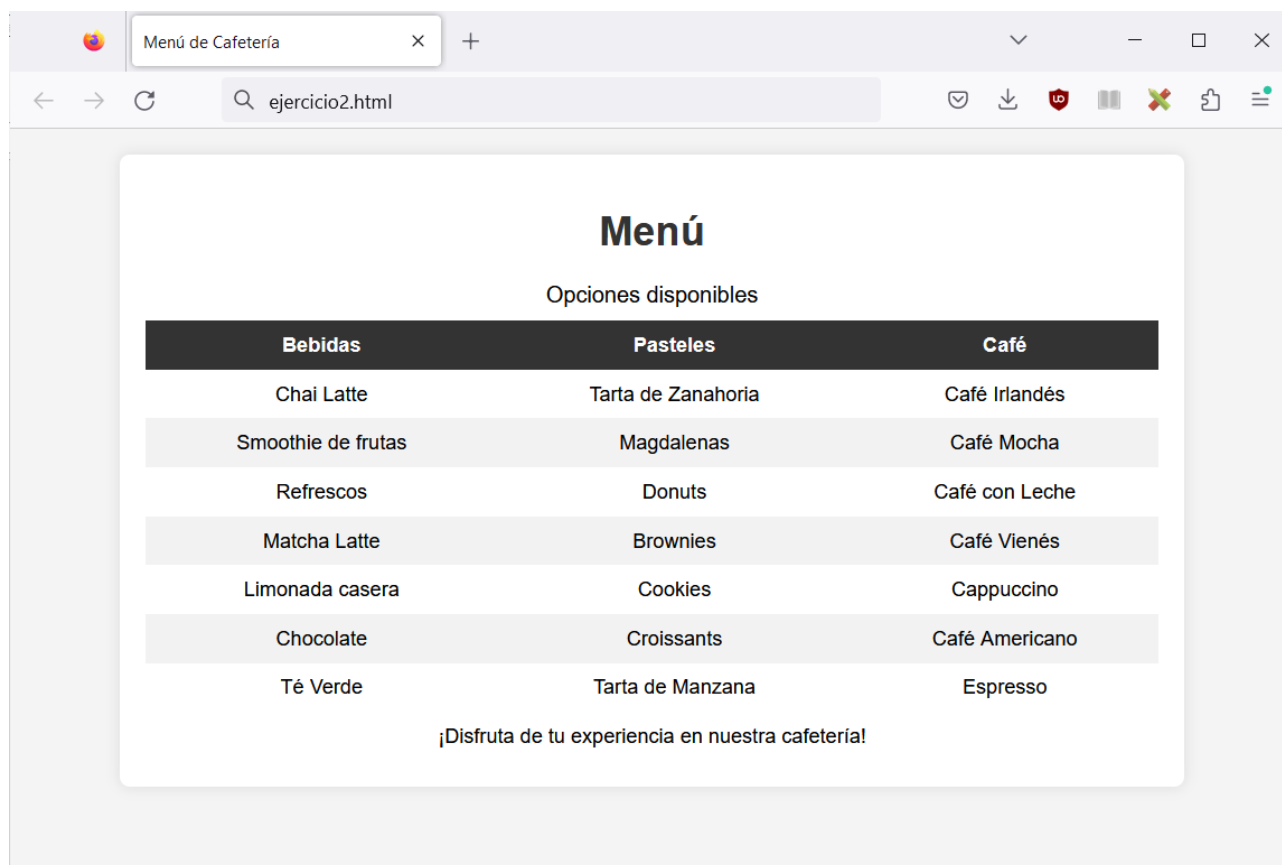 Menú de Cafetería
ejercicio2.html
Menú
Opciones disponibles
Bebidas Pasteles Café
Chai Latte Tarta de Zanahoria Café Irlandés
Smoothie de frutas Magdalenas Café Mocha
Refrescos Donuts Café con Leche
Matcha Latte Brownies Café Vienés
Limonada casera Cookies Cappuccino
Chocolate Croissants Café Americano
Té Verde Tarta de Manzana Espresso
¡Disfruta de tu experiencia en nuestra cafetería!